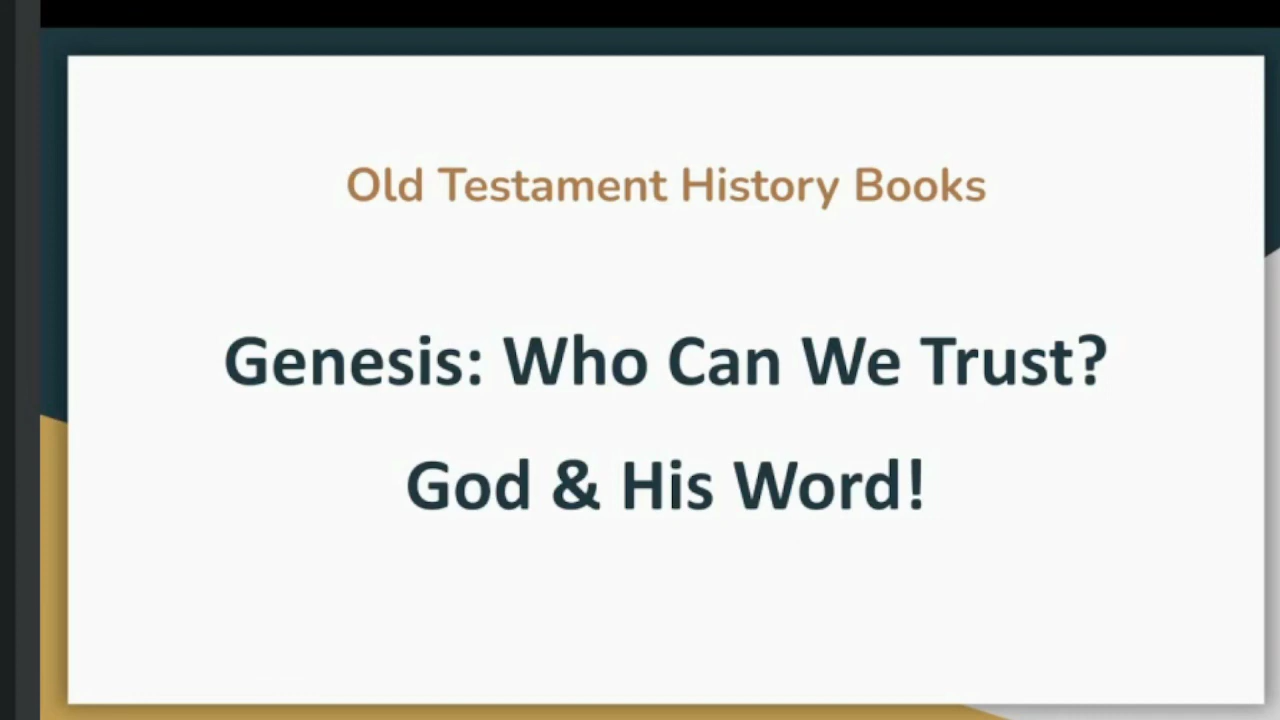 Old Testament History Books
Genesis: Who Can We Trust?
God & His Word!